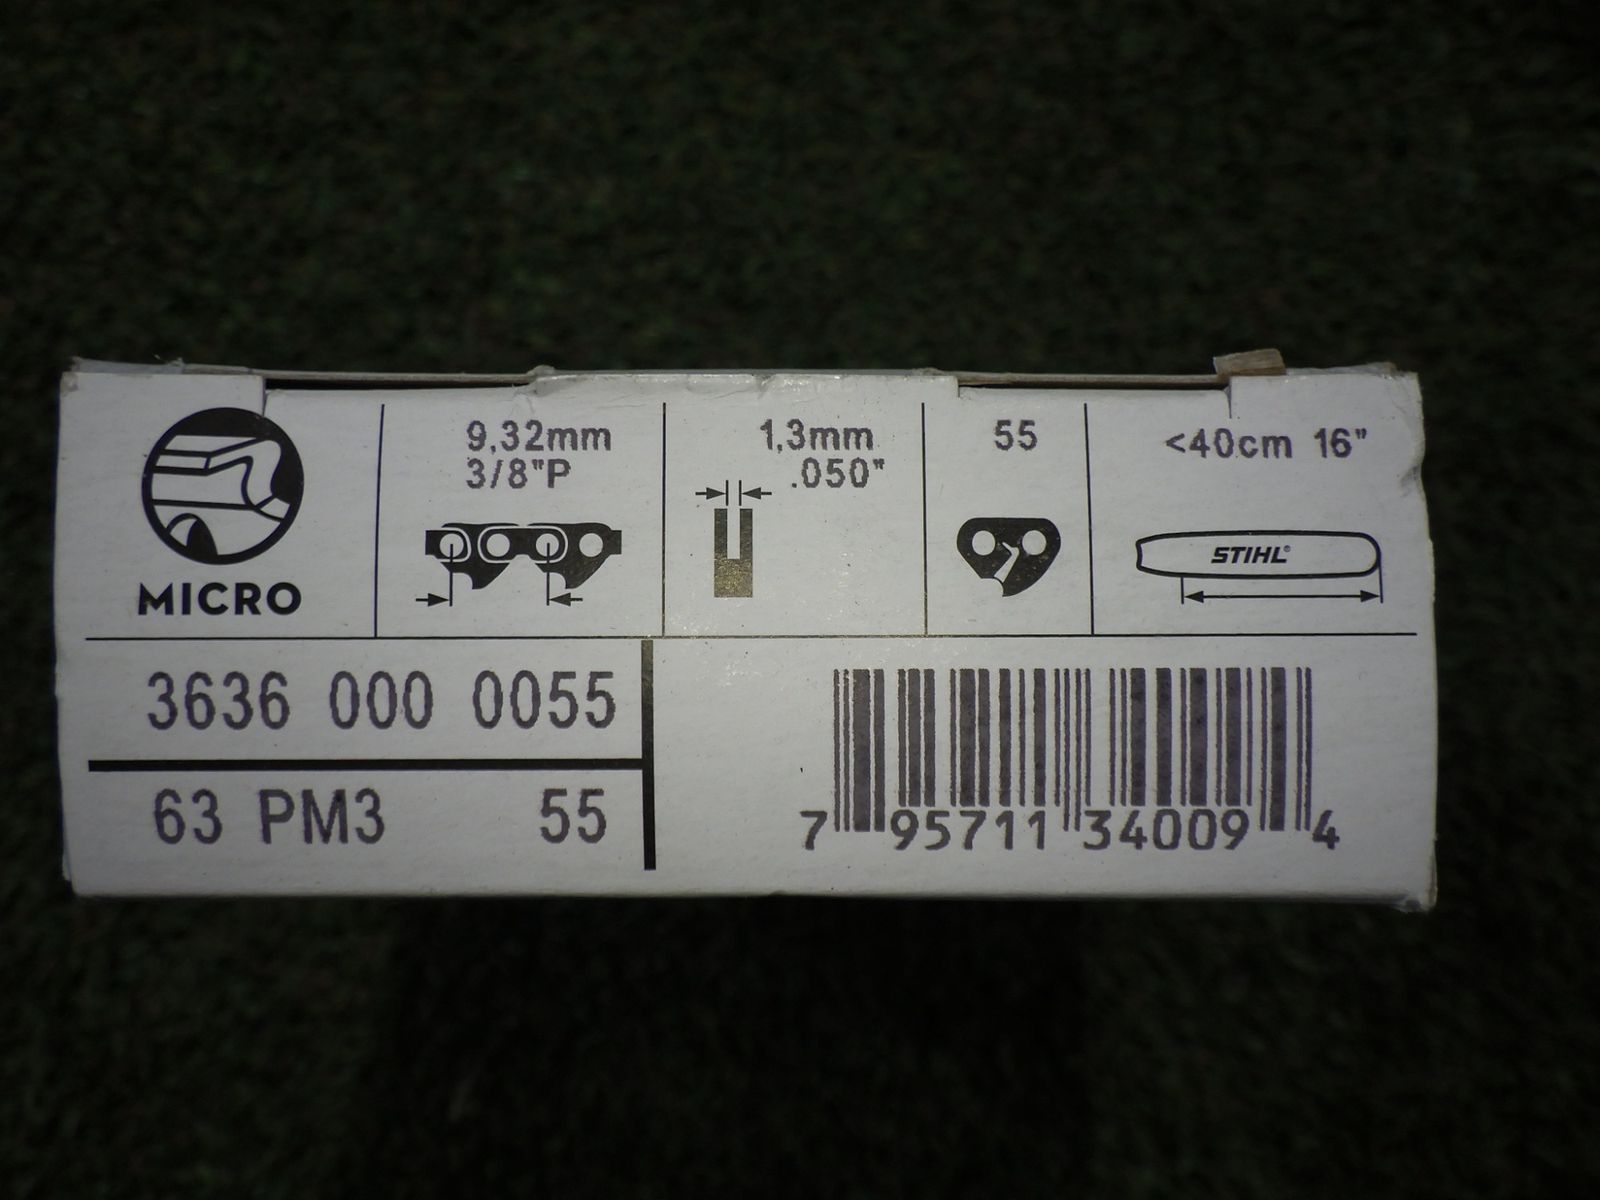 MICRO
9,32mm
3/8"P
1,3mm
.050"
55
<40cm 16"
STIHL®
3636 000 0055
63 PM3 55
7 95711 34009 4